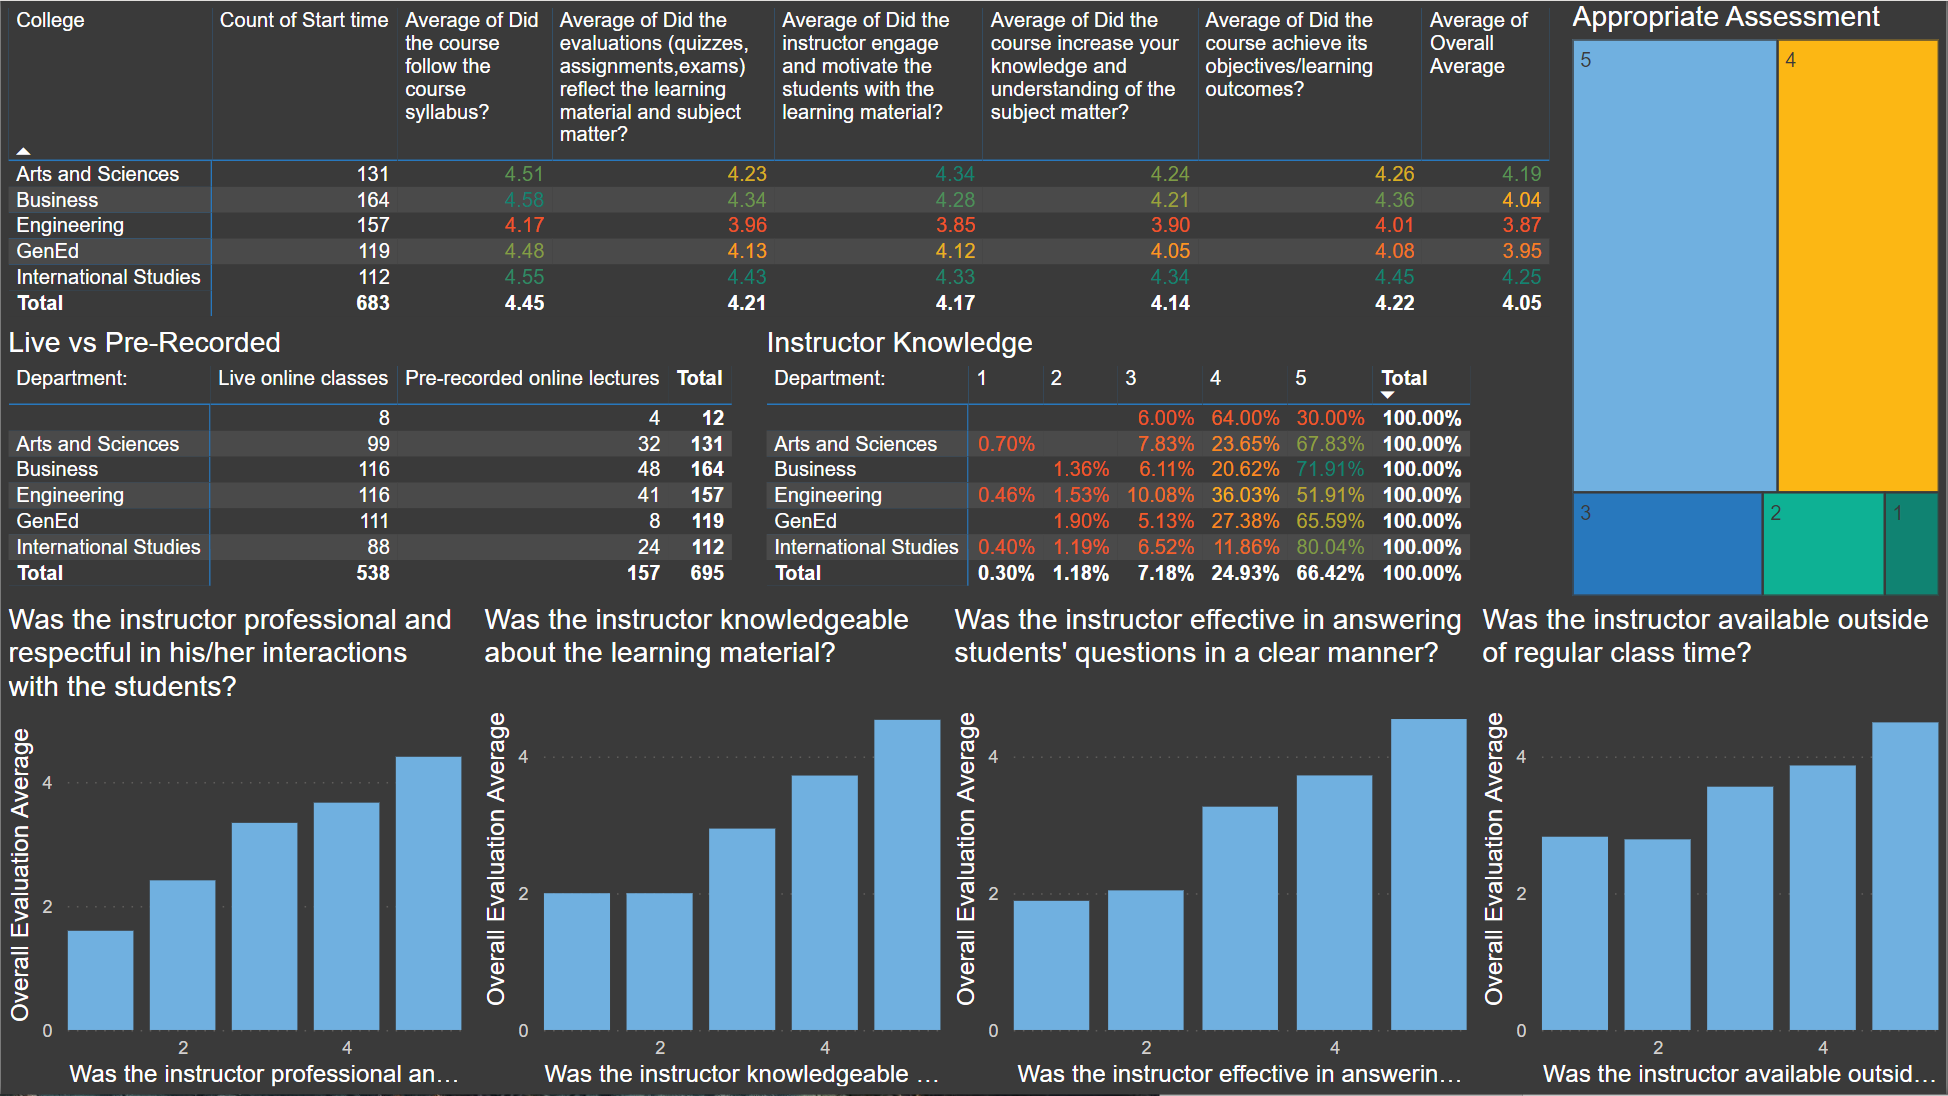 College Count of Start time Average of Did the course follow the course syllabus? Average of Did the evaluations (quizzes, assignments,exams) reflect the learning material and subject matter? Average of Did the instructor engage and motivate the students with the learning material? Average of Did the course increase your knowledge and understanding of the subject matter? Average of Did the course achieve its objectives/learning outcomes? Average of Overall Average
Arts and Sciences 131 4.51 4.23 4.34 4.24 4.26 4.19
Business 164 4.58 4.34 4.28 4.21 4.36 4.04
Engineering 157 4.17 3.96 3.85 3.90 4.01 3.87
GenEd 119 4.48 4.13 4.12 4.05 4.08 3.95
International Studies 112 4.55 4.43 4.33 4.34 4.45 4.25
Total 683 4.45 4.21 4.17 4.14 4.22 4.05
Appropriate Assessment
5 4
3 2 1
Live vs Pre-Recorded
Department: Live online classes Pre-recorded online lectures Total
8 4 12
Arts and Sciences 99 32 131
Business 116 48 164
Engineering 116 41 157
GenEd 111 8 119
International Studies 88 24 112
Total 538 157 695
Instructor Knowledge
Department: 1 2 3 4 5 Total
6.00% 64.00% 30.00% 100.00%
Arts and Sciences 0.70% 7.83% 23.65% 67.83% 100.00%
Business 1.36% 6.11% 20.62% 71.91% 100.00%
Engineering 0.46% 1.53% 10.08% 36.03% 51.91% 100.00%
GenEd 1.90% 5.13% 27.38% 65.59% 100.00%
International Studies 0.40% 1.19% 6.52% 11.86% 80.04% 100.00%
Total 0.30% 1.18% 7.18% 24.93% 66.42% 100.00%
Was the instructor professional and
respectful in his/her interactions
with the students?
Overall Evaluation Average
4
2
0
2 4
Was the instructor professional an…
Was the instructor knowledgeable
about the learning material?
Overall Evaluation Average
4
2
0
2 4
Was the instructor knowledgeable …
Was the instructor effective in answering
students' questions in a clear manner?
Overall Evaluation Average
4
2
0
2 4
Was the instructor effective in answerin…
Was the instructor available outside
of regular class time?
Overall Evaluation Average
4
2
0
2 4
Was the instructor available outsid…